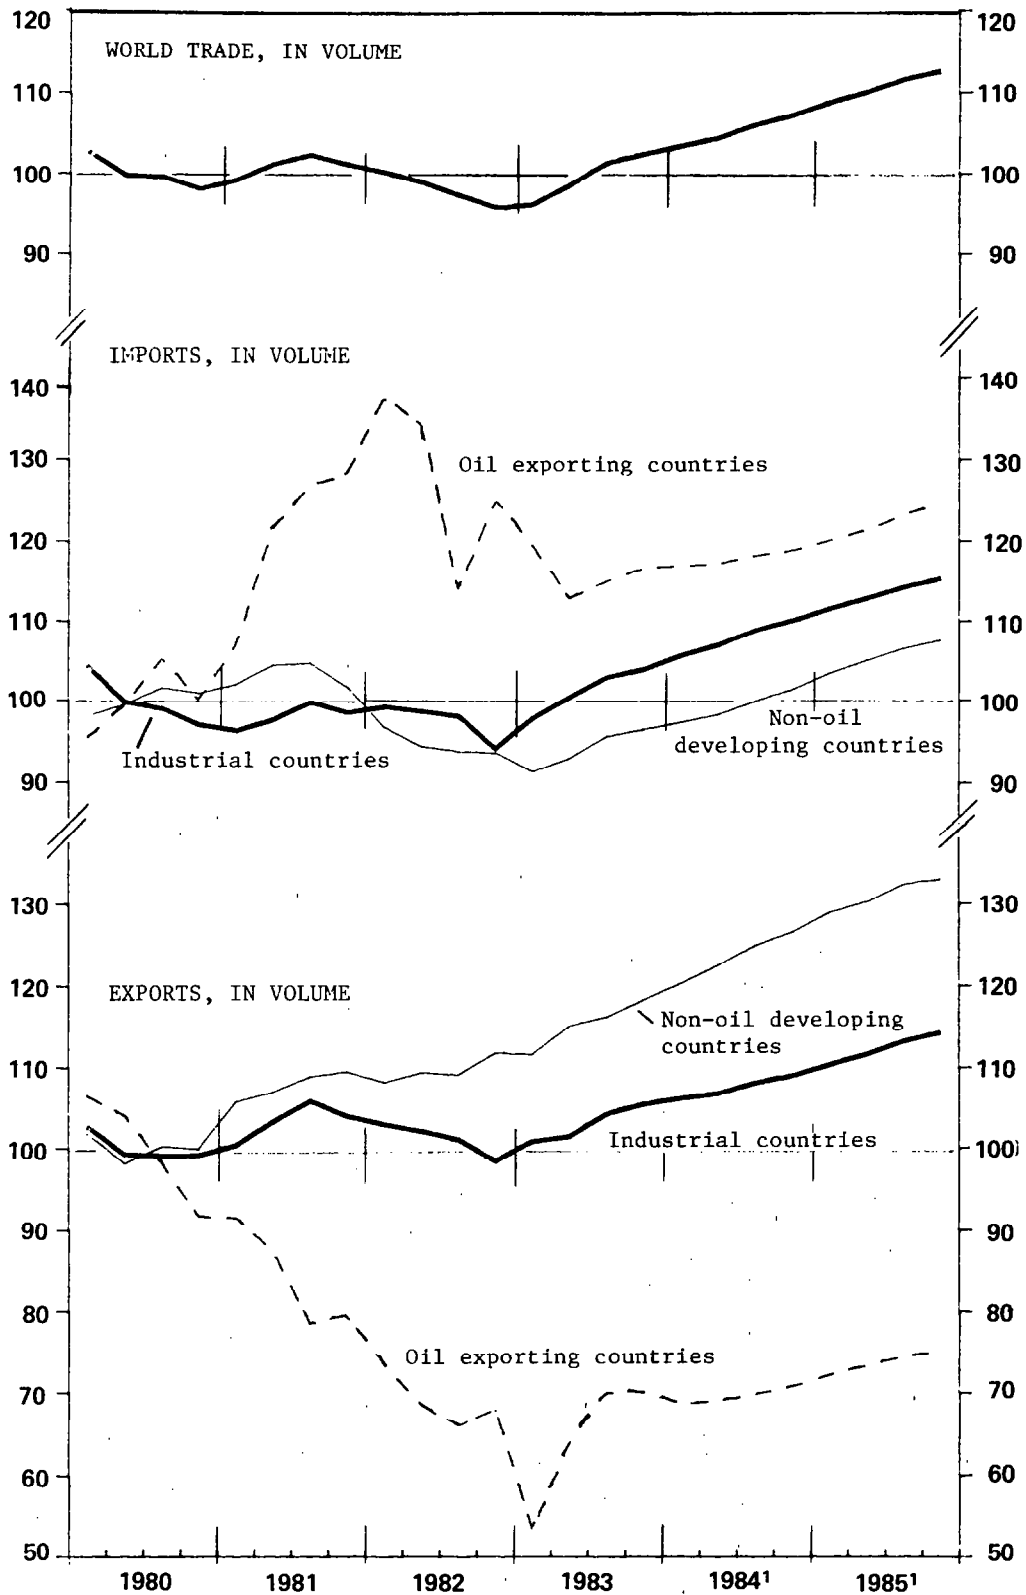 120 120
WORLD TRADE, IN VOLUME
110 110
100 100
90 90
IMPORTS, IN VOLUME
140 140
Oil exporting countries
130 130
120 120
110 110
100 100
Non-oil
developing countries
Industrial countries
90 90
130 130
EXPORTS, IN VOLUME
120 120
Non-oil developing
countries
110 110
Industrial countries
100 100
90 90
80 80
Oil exporting countries
70 70
60 60
50 50
1980 1981 1982 1983 1984¹ 1985¹